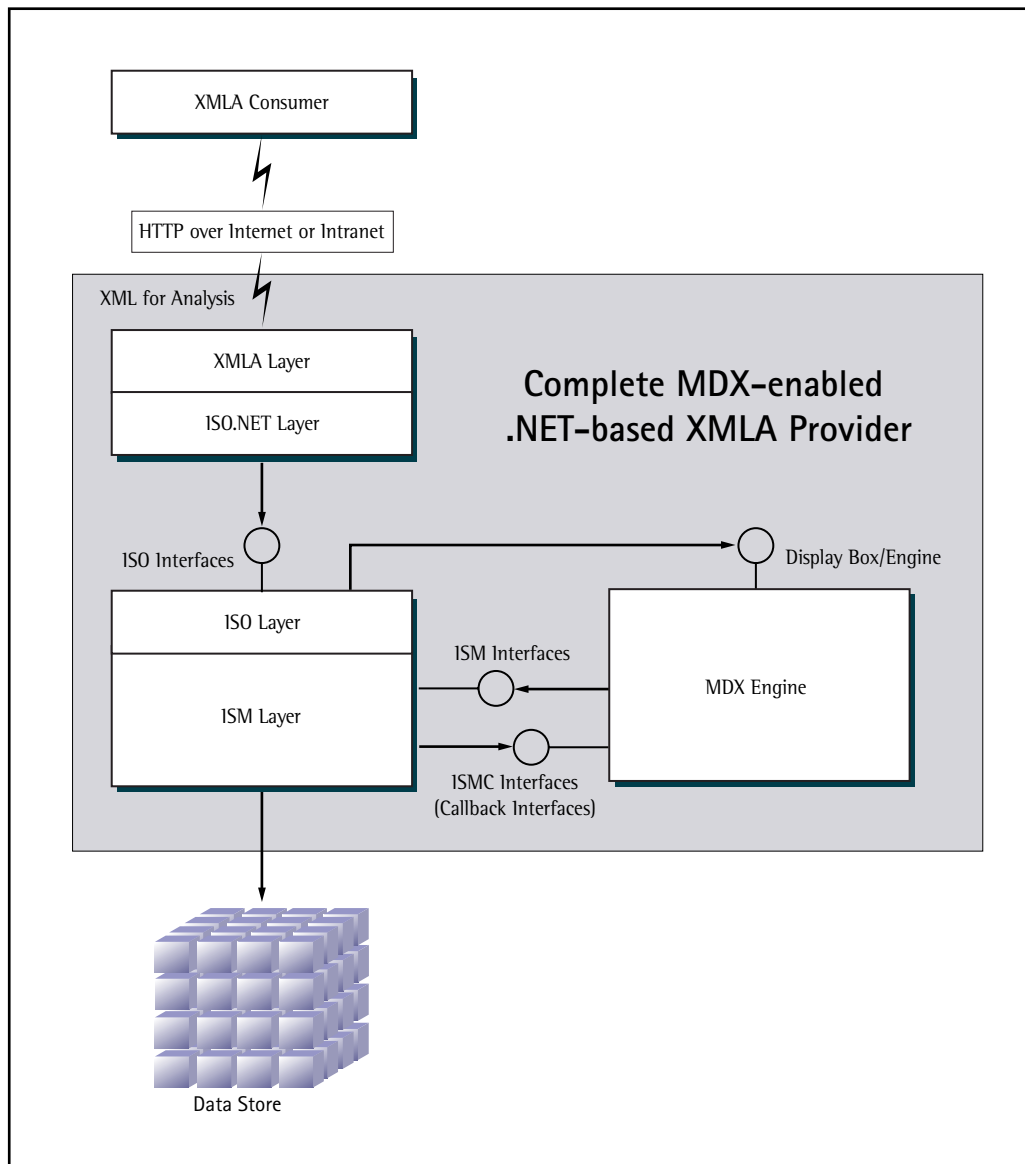 XMLA Consumer
HTTP over Internet or Intranet
XML for Analysis
XMLA Layer
ISO.NET Layer
Complete MDX-enabled
.NET-based XMLA Provider
ISO Interfaces
Display Box/Engine
ISO Layer
ISM Layer
ISM Interfaces
MDX Engine
ISMC Interfaces
(Callback Interfaces)
Data Store